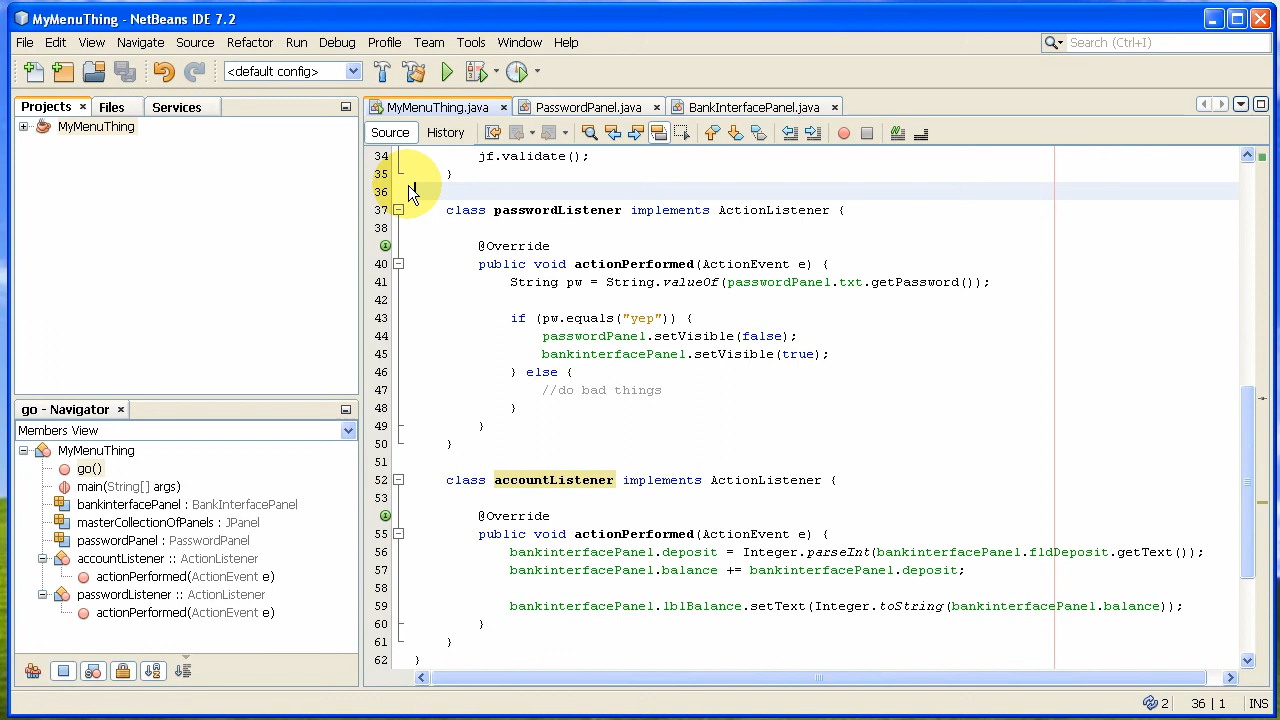 MyMenuThing - NetBeans IDE 7.2
File Edit View Navigate Source Refactor Run Debug Profile Team Tools Window Help
Search (Ctrl+I)
<default config>
Projects Files Services
MyMenuThing
go - Navigator
Members View
MyMenuThing
go()
main(String[] args)
bankinterfacePanel : BankInterfacePanel
masterCollectionOfPanels : JPanel
passwordPanel : PasswordPanel
accountListener :: ActionListener
actionPerformed(ActionEvent e)
passwordListener :: ActionListener
actionPerformed(ActionEvent e)
MyMenuThing.java PasswordPanel.java BankInterfacePanel.java
Source History
34 jf.validate();
35 }
36
37 class passwordListener implements ActionListener {
38
@Override
40 public void actionPerformed(ActionEvent e) {
41 String pw = String.valueOf(passwordPanel.txt.getPassword());
42
43 if (pw.equals("yep")) {
44 passwordPanel.setVisible(false);
45 bankinterfacePanel.setVisible(true);
46 } else {
47 //do bad things
48 }
49 }
50 }
51
52 class accountListener implements ActionListener {
53
@Override
55 public void actionPerformed(ActionEvent e) {
56 bankinterfacePanel.deposit = Integer.parseInt(bankinterfacePanel.fldDeposit.getText());
57 bankinterfacePanel.balance += bankinterfacePanel.deposit;
58
59 bankinterfacePanel.lblBalance.setText(Integer.toString(bankinterfacePanel.balance));
60 }
61 }
62 }
2 36 | 1 INS